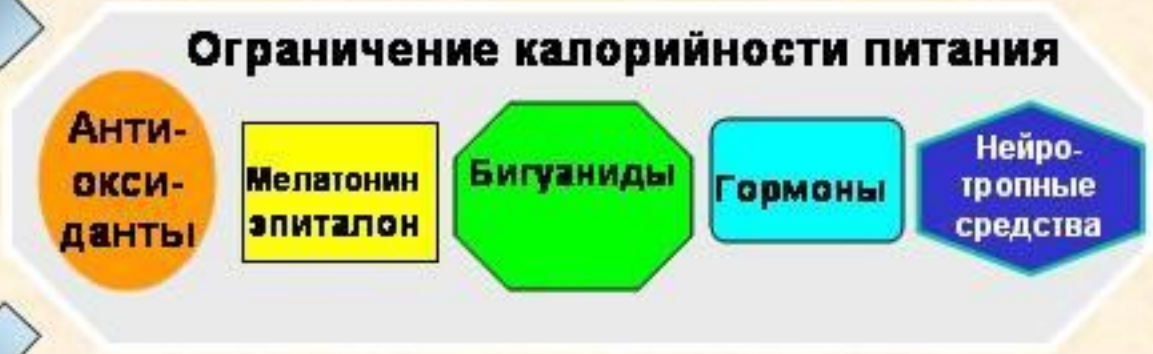 Ограничение калорийности питания
Анти-
окси-
данты
Мелатонин
эпиталон
Бигуаниды
Гормоны
Нейро-
тропные
средства